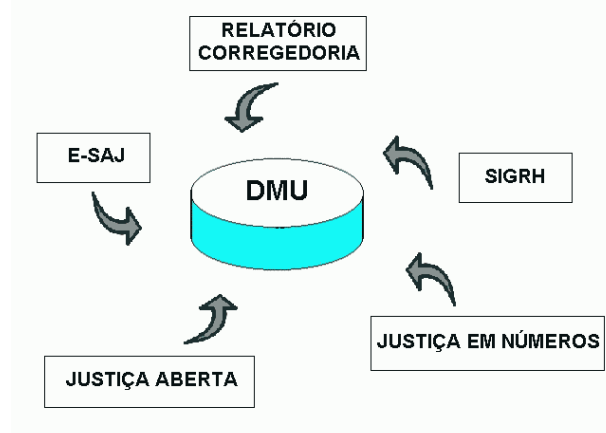 RELATÓRIO
CORREGEDORIA
E-SAJ
DMU
SIGRH
JUSTIÇA EM NÚMEROS
JUSTIÇA ABERTA